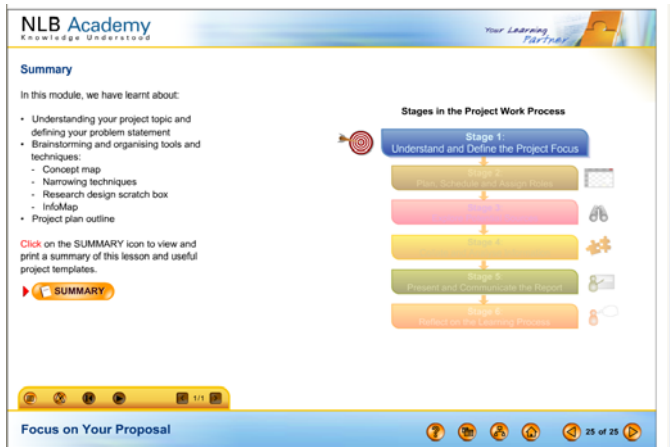 NLB Academy
Knowledge Understood
Your Learning
Partner
Summary
In this module, we have learnt about:
• Understanding your project topic and
defining your problem statement
• Brainstorming and organising tools and
techniques:
- Concept map
- Narrowing techniques
- Research design scratch box
- InfoMap
• Project plan outline
Click on the SUMMARY icon to view and
print a summary of this lesson and useful
project templates.
SUMMARY
Stages in the Project Work Process
Stage 1:
Understand and Define the Project Focus
Stage 2:
Plan, Schedule and Assign Roles
Stage 3:
Stage 4:
Stage 5:
Present and Communicate the Report
Stage 6:
Reflect on the Learning Process
1/1
Focus on Your Proposal
25 of 25